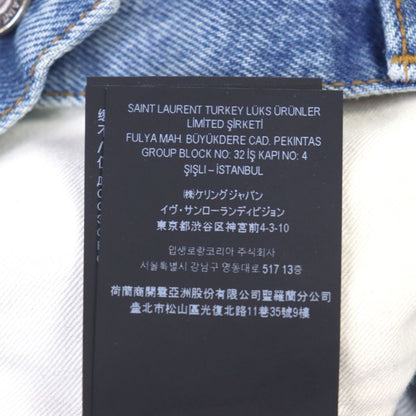 SAINT LAURENT TURKEY LÜKS ÜRÜNLER
LIMITED ŞİRKETİ
FULYA MAH. BÜYÜKDERE CAD. PEKINTAS
GROUP BLOCK NO: 32 İŞ KAPI NO: 4
ŞIŞLI – İSTANBUL
㈱ケリングジャパン
イヴ・サンローランディビジョン
東京都渋谷区神宮前4-3-10
입생로랑코리아 주식회사
서울특별시 강남구 영동대로 517 13층
荷蘭商開雲亞洲股份有限公司聖羅蘭分公司
臺北市松山區光復北路11巷35號9樓